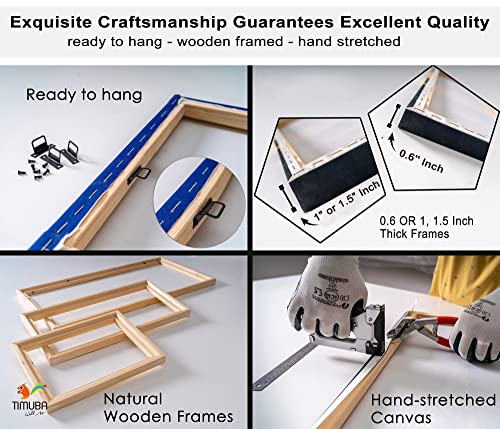 Exquisite Craftsmanship Guarantees Excellent Quality
ready to hang - wooden framed - hand stretched
Ready to hang
0.6" Inch
1" or 1.5" Inch
0.6 OR 1, 1.5 Inch
Thick Frames
Natural
Wooden Frames
TIMUBA
Wall Art
Hand-stretched
Canvas